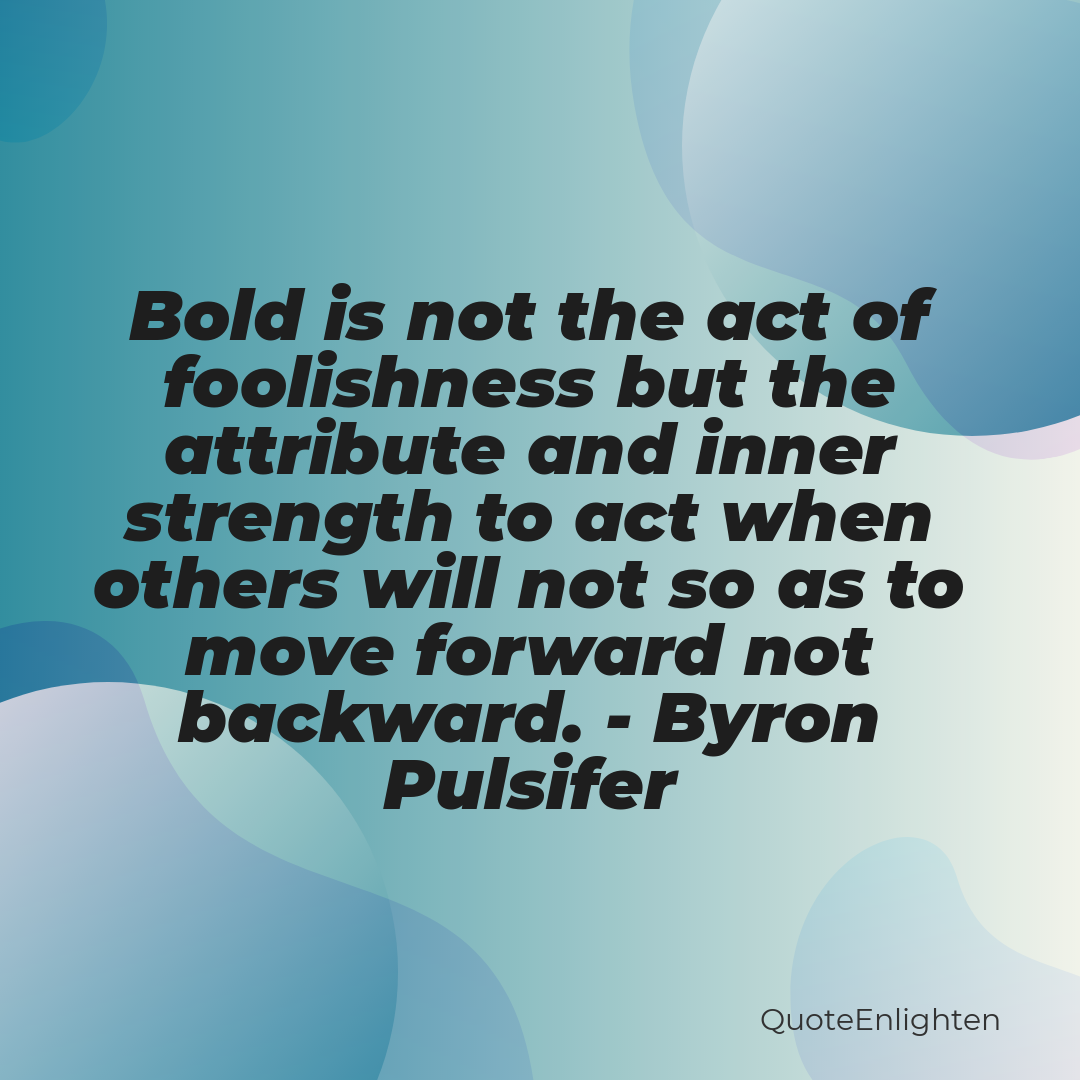 Bold is not the act of
foolishness but the
attribute and inner
strength to act when
others will not so as to
move forward not
backward. - Byron
Pulsifer
QuoteEnlighten